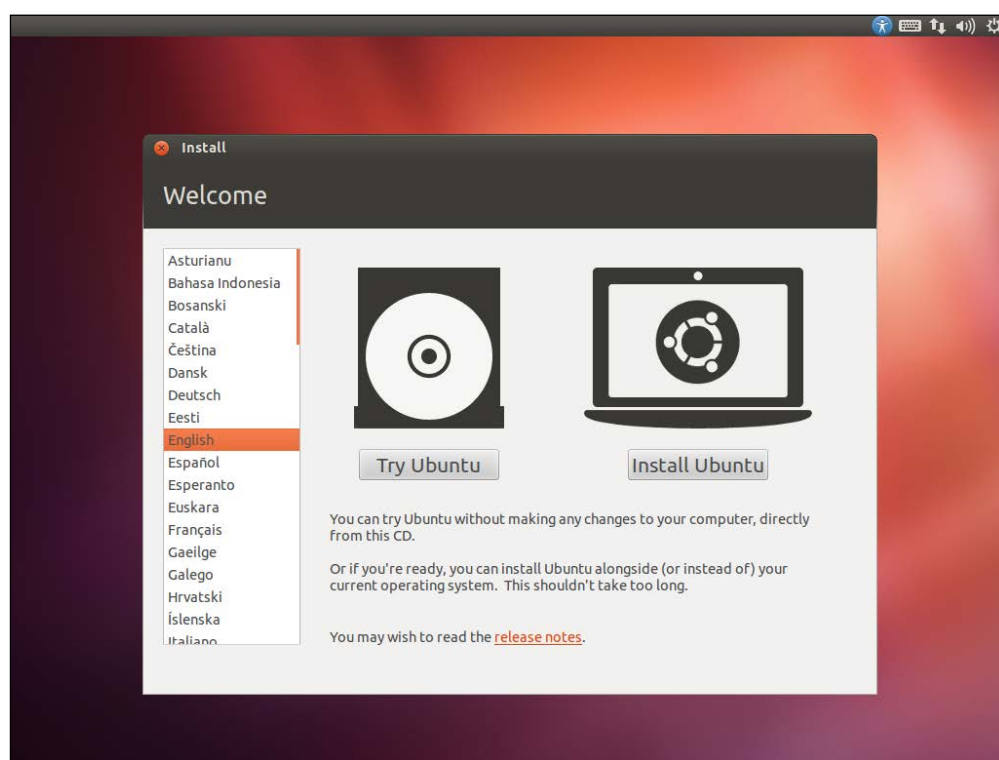 Install
Welcome
Asturianu
Bahasa Indonesia
Bosanski
Català
Čeština
Dansk
Deutsch
Eesti
English
Español
Esperanto
Euskara
Français
Gaeilge
Galego
Hrvatski
Íslenska
Italiano
Try Ubuntu
Install Ubuntu
You can try Ubuntu without making any changes to your computer, directly
from this CD.
Or if you're ready, you can install Ubuntu alongside (or instead of) your
current operating system. This shouldn't take too long.
You may wish to read the release notes.